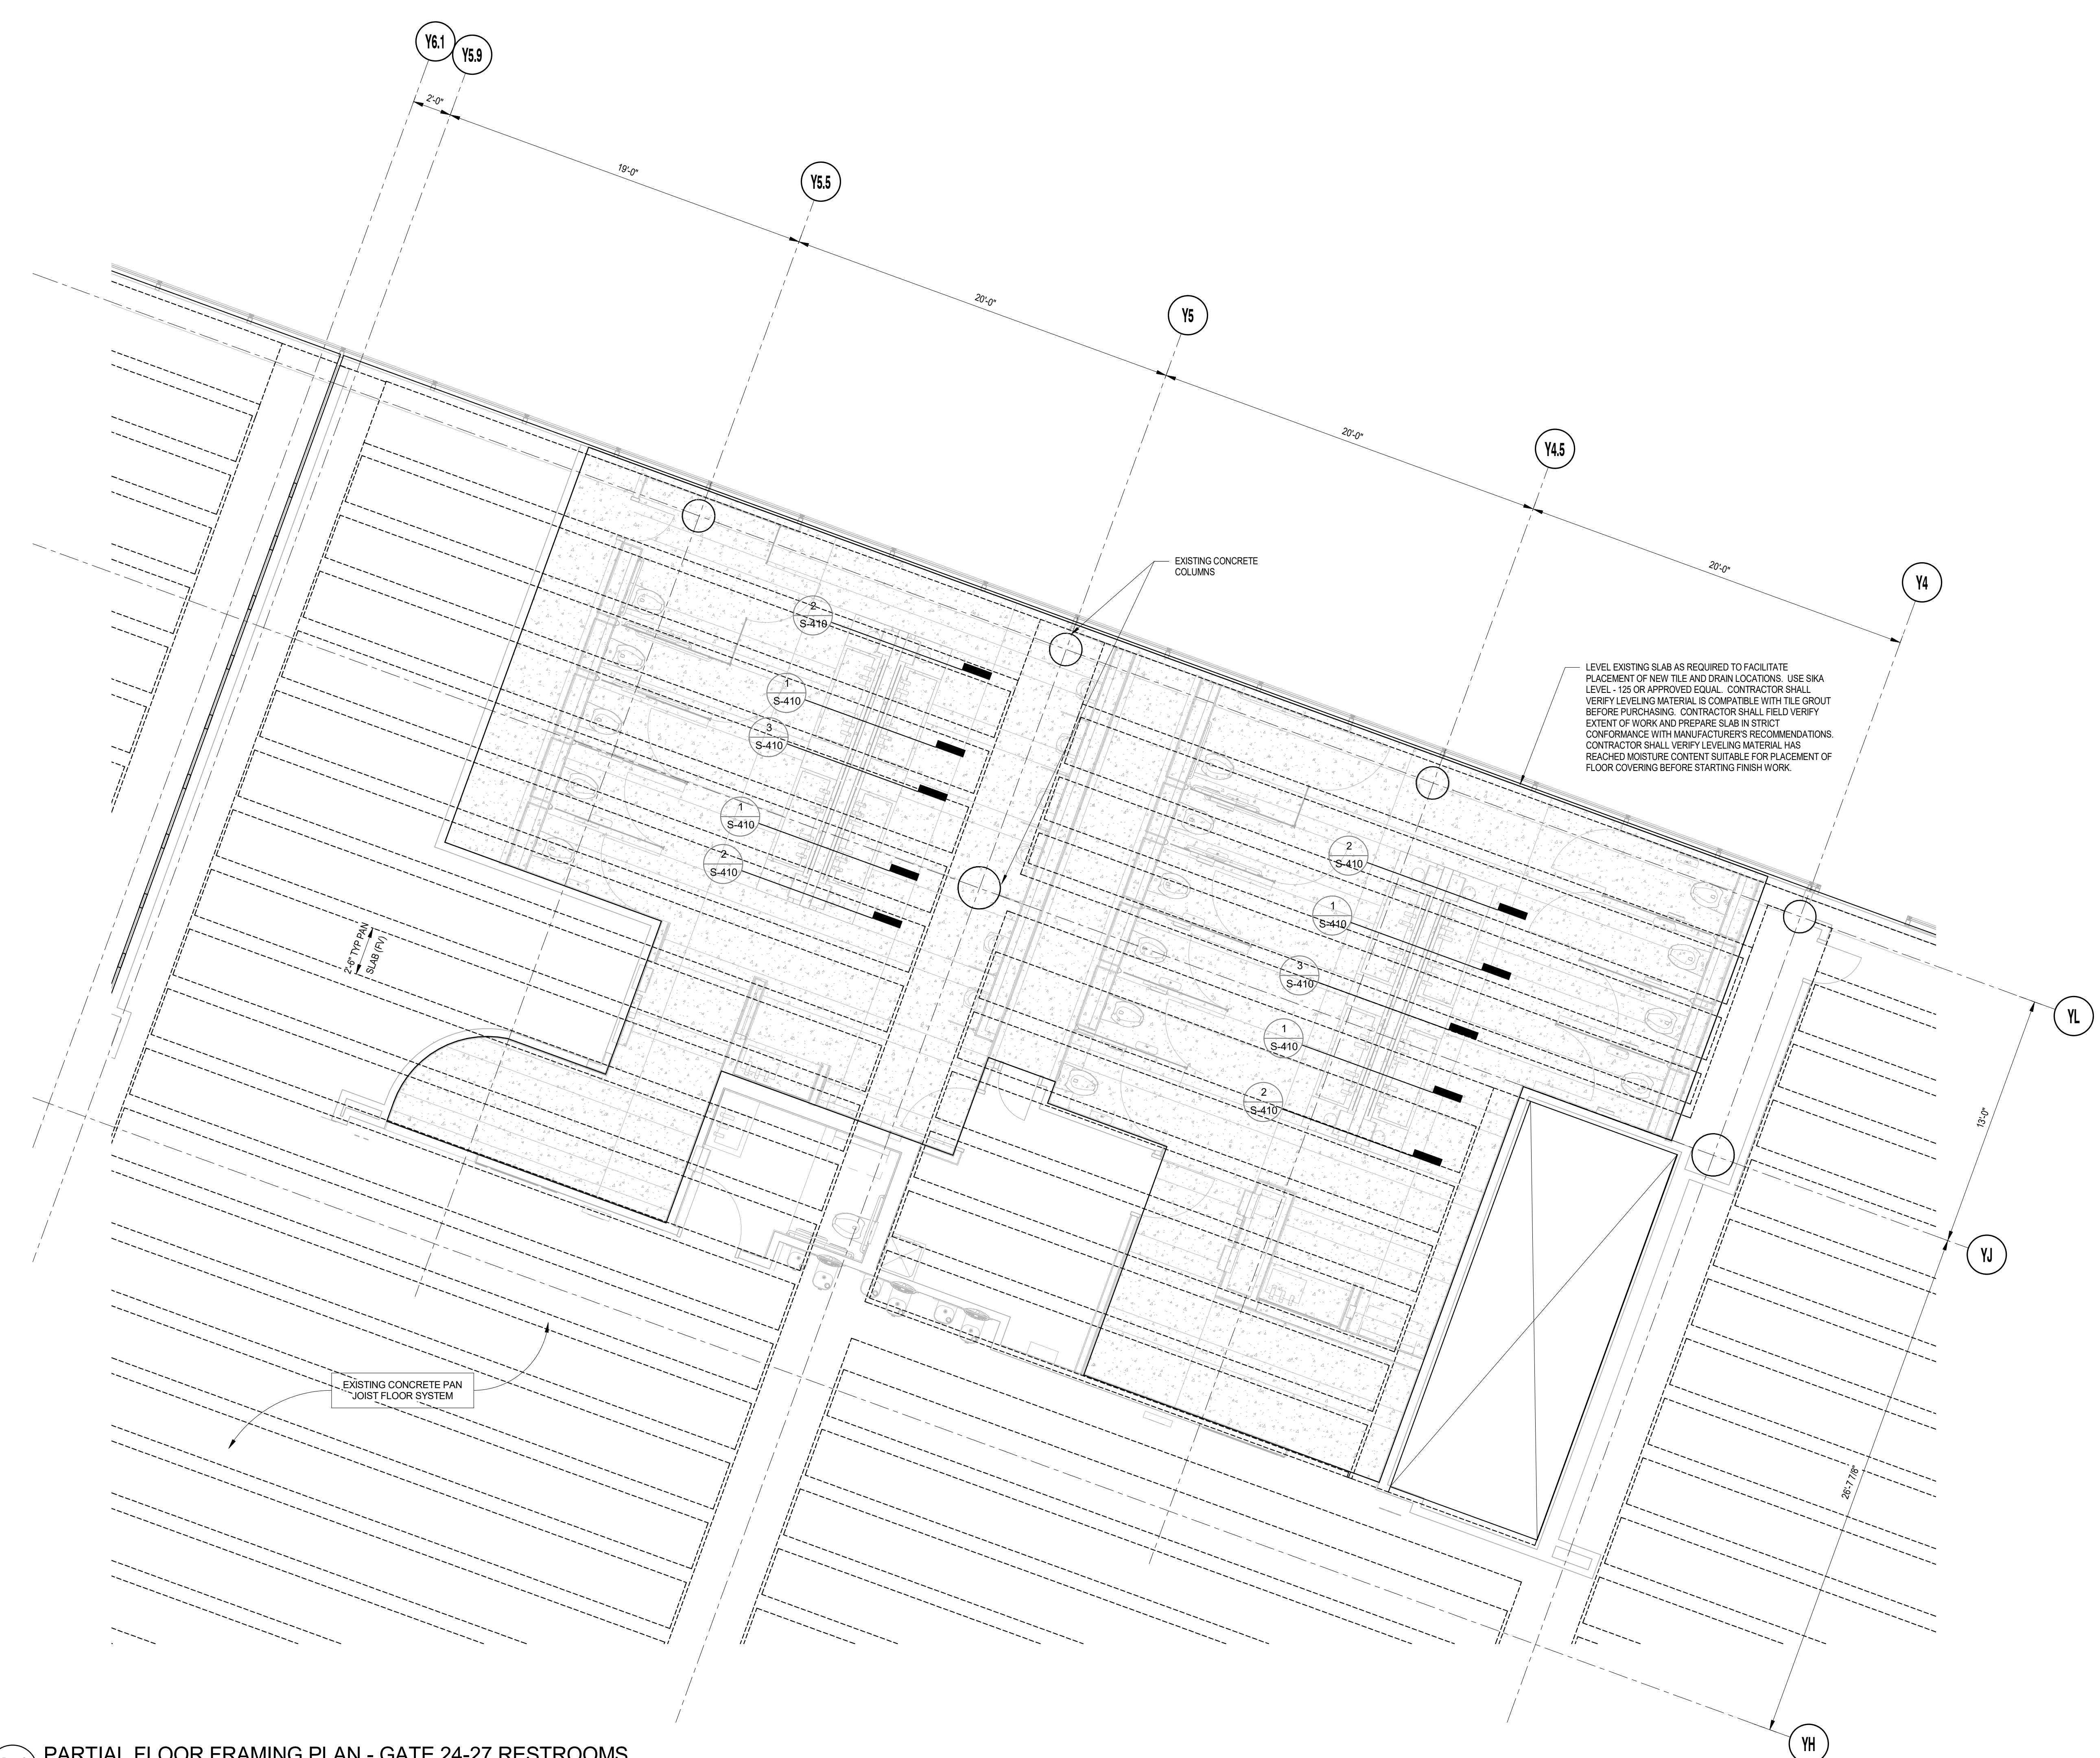 Y6.1
Y5.9
2'-0"
19'-0"
Y5.5
20'-0"
Y5
20'-0"
Y4.5
20'-0"
Y4
EXISTING CONCRETE
COLUMNS
LEVEL EXISTING SLAB AS REQUIRED TO FACILITATE
PLACEMENT OF NEW TILE AND DRAIN LOCATIONS. USE SIKA
LEVEL - 125 OR APPROVED EQUAL. CONTRACTOR SHALL
VERIFY LEVELING MATERIAL IS COMPATIBLE WITH TILE GROUT
BEFORE PURCHASING. CONTRACTOR SHALL FIELD VERIFY
EXTENT OF WORK AND PREPARE SLAB IN STRICT
CONFORMANCE WITH MANUFACTURER'S RECOMMENDATIONS.
CONTRACTOR SHALL VERIFY LEVELING MATERIAL HAS
REACHED MOISTURE CONTENT SUITABLE FOR PLACEMENT OF
FLOOR COVERING BEFORE STARTING FINISH WORK.
2
S-410
1
S-410
3
S-410
1
S-410
2
S-410
2
S-410
1
S-410
3
S-410
1
S-410
2
S-410
2'-6" TYP PAN
SLAB (FV)
YL
13'-0"
YJ
26'-7 7/8"
YH
EXISTING CONCRETE PAN
JOIST FLOOR SYSTEM
PARTIAL FLOOR FRAMING PLAN - GATE 24-27 RESTROOMS